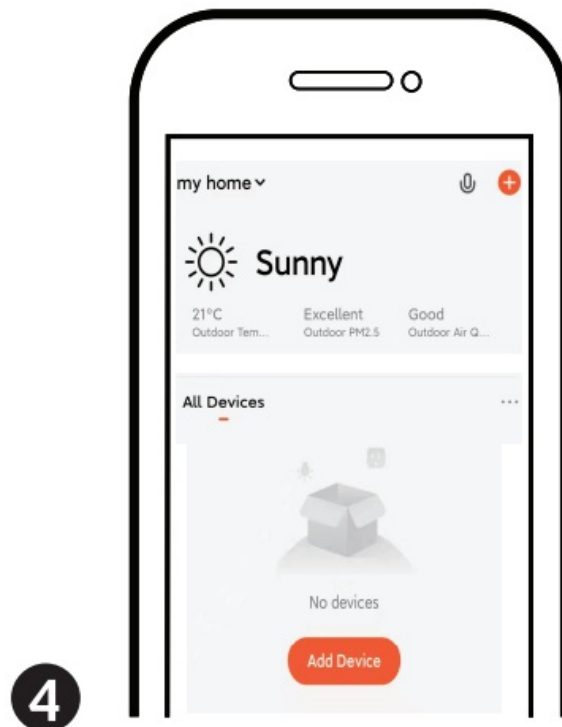 my home
Sunny
21°C Excellent Good
Outdoor Tem... Outdoor PM2.5 Outdoor Air Q...
All Devices
No devices
Add Device
4